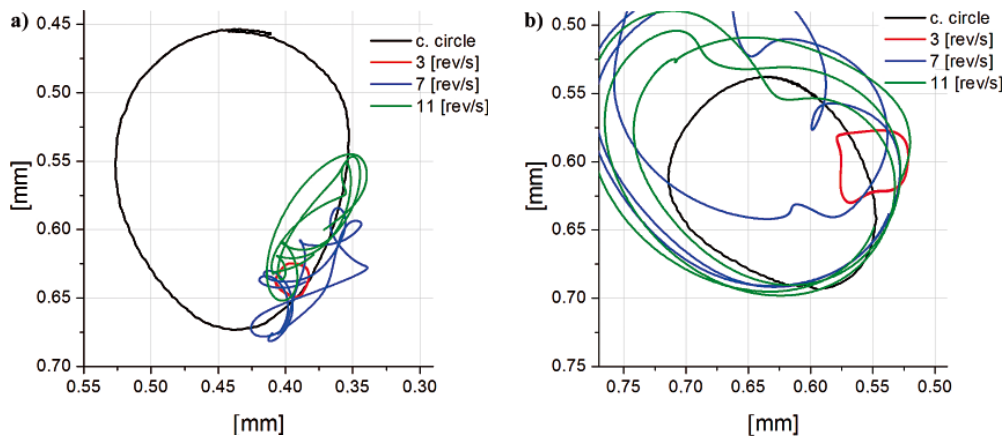 a)
c. circle
3 [rev/s]
7 [rev/s]
11 [rev/s]
0.45
0.50
0.55
0.60
0.65
0.70
[mm]
0.55 0.50 0.45 0.40 0.35 0.30
[mm]
b)
c. circle
3 [rev/s]
7 [rev/s]
11 [rev/s]
0.50
0.55
0.60
0.65
0.70
0.75
[mm]
0.75 0.70 0.65 0.60 0.55 0.50
[mm]